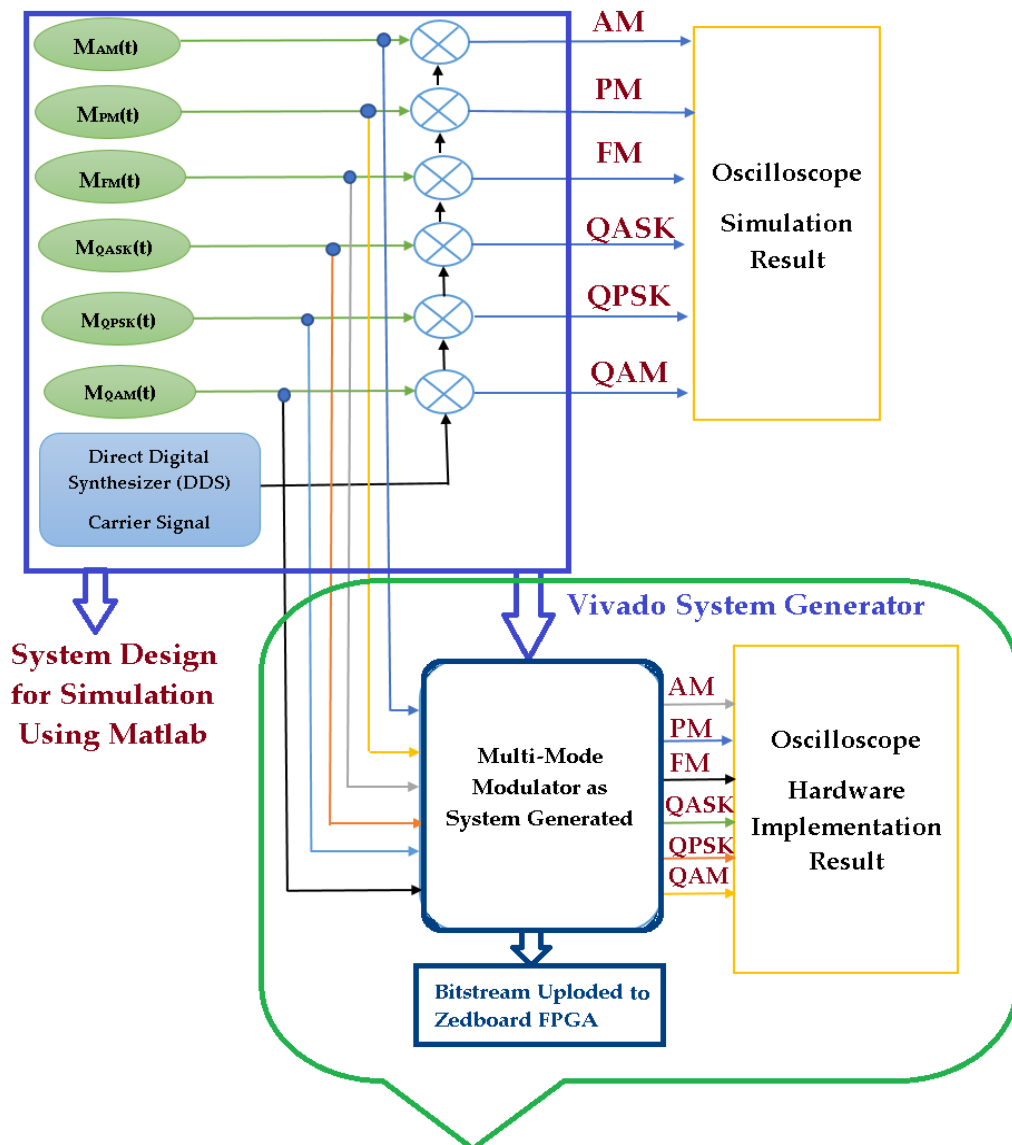 MAM(t)
AM
MPM(t)
PM
MFM(t)
FM
MQASK(t)
QASK
MQPSK(t)
QPSK
MQAM(t)
QAM
Oscilloscope
Simulation
Result
Direct Digital
Synthesizer (DDS)
Carrier Signal
System Design
for Simulation
Using Matlab
Vivado System Generator
Multi-Mode
Modulator as
System Generated
AM
PM
FM
QASK
QPSK
QAM
Oscilloscope
Hardware
Implementation
Result
Bitstream Uploded to
Zedboard FPGA